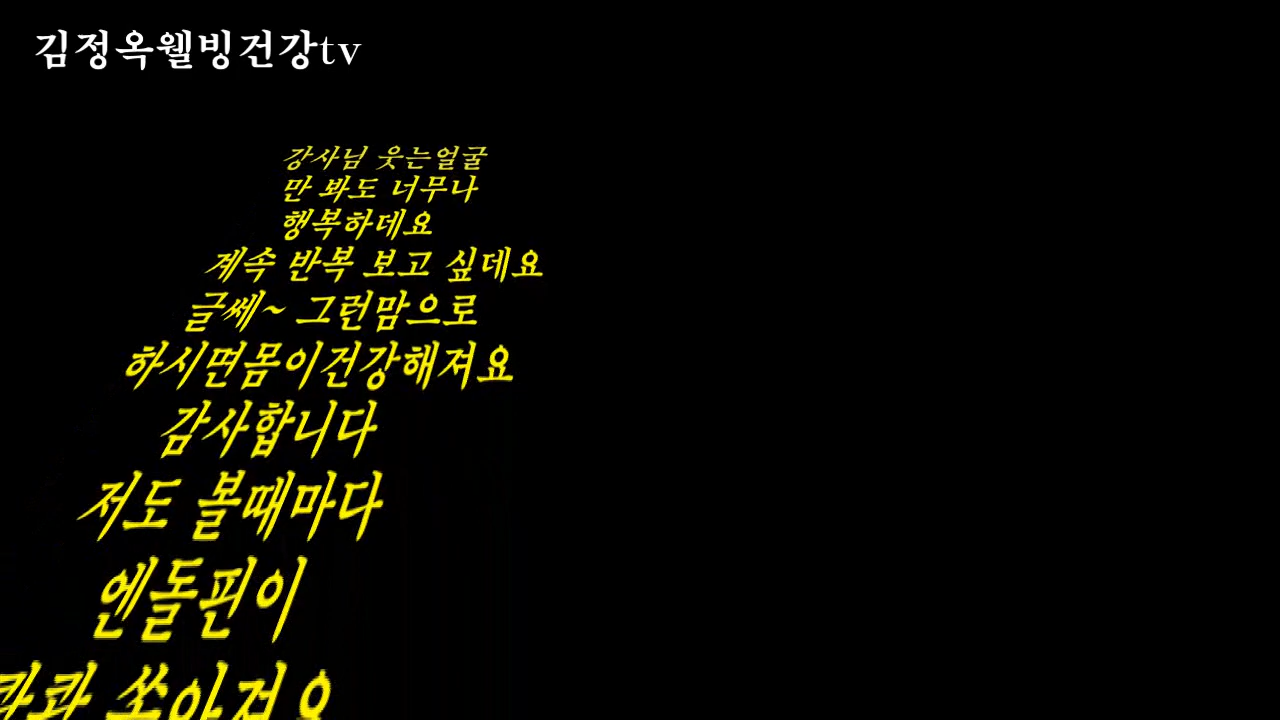 김정옥웰빙건강tv
강사님 웃는얼굴
만 봐도 너무나
행복하데요
계속 반복 보고 싶데요
글쎄~ 그런맘으로
하시면몸이건강해져요
감사합니다
저도 볼때마다
엔돌핀이
콱콱 쏟아져요